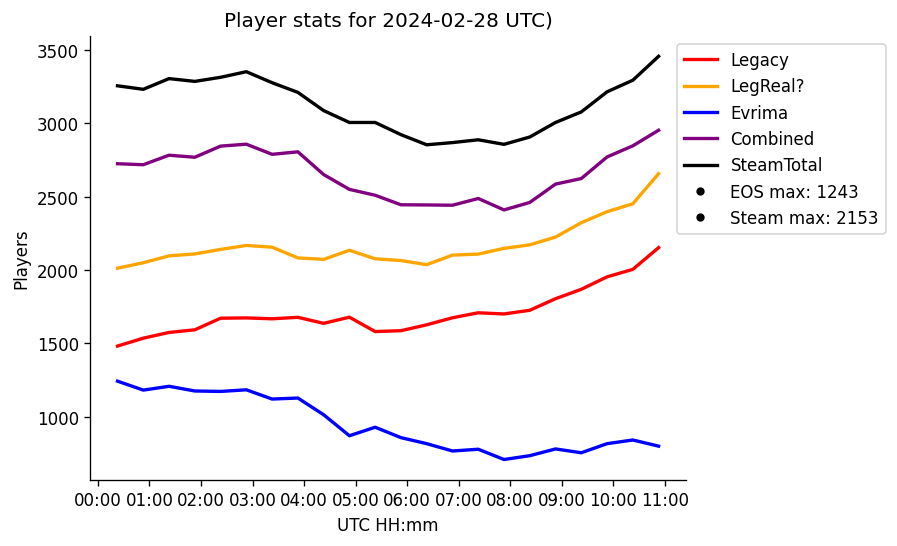 Player stats for 2024-02-28 UTC)
3500
3000
2500
2000
1500
1000
Players
00:00 01:00 02:00 03:00 04:00 05:00 06:00 07:00 08:00 09:00 10:00 11:00
UTC HH:mm
Legacy
LegReal?
Evrima
Combined
SteamTotal
EOS max: 1243
Steam max: 2153